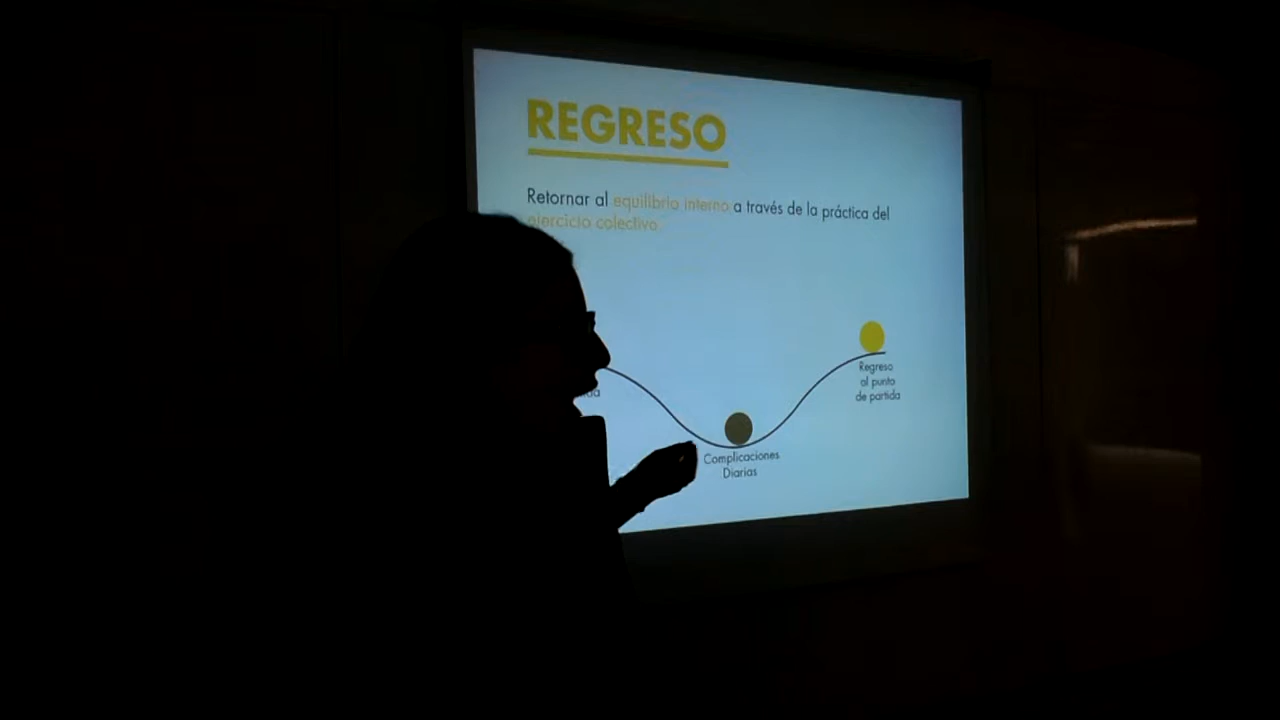 REGRESO
Retornar al equilibrio interno a través de la práctica del
ejercicio colectivo
Regreso
al punto
de partida
Complicaciones
Diarias